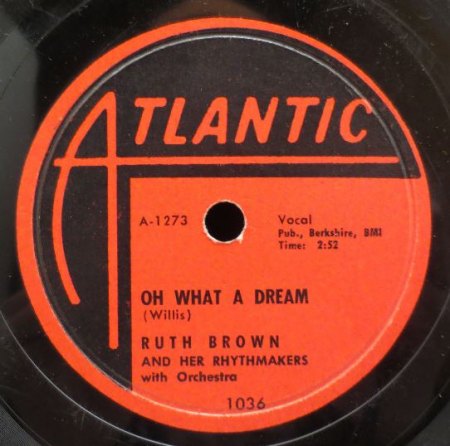 ATLANTIC
A-1273
Vocal
Pub., Berkshire, BMI
Time: 2:52
OH WHAT A DREAM
(Willis)
RUTH BROWN
AND HER RHYTHMAKERS
with Orchestra
1036